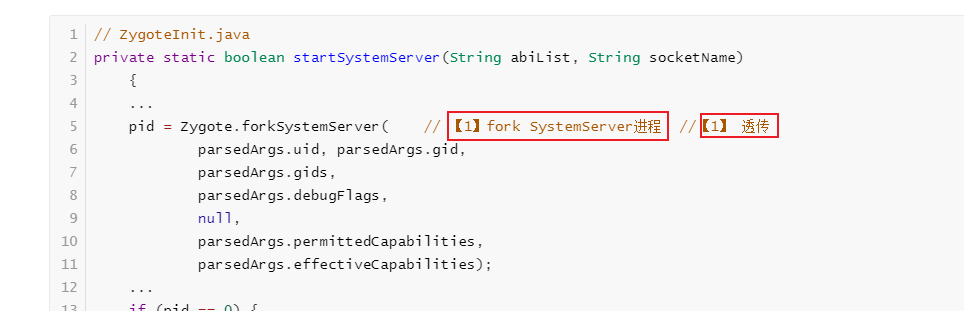 1 // ZygoteInit.java
2 private static boolean startSystemServer(String abiList, String socketName)
3 {
4 ...
5 pid = Zygote.forkSystemServer( // 【1】fork SystemServer进程 //【1】 透传
6 parsedArgs.uid, parsedArgs.gid,
7 parsedArgs.gids,
8 parsedArgs.debugFlags,
9 null,
10 parsedArgs.permittedCapabilities,
11 parsedArgs.effectiveCapabilities);
12 ...
13 if (pid == 0) {